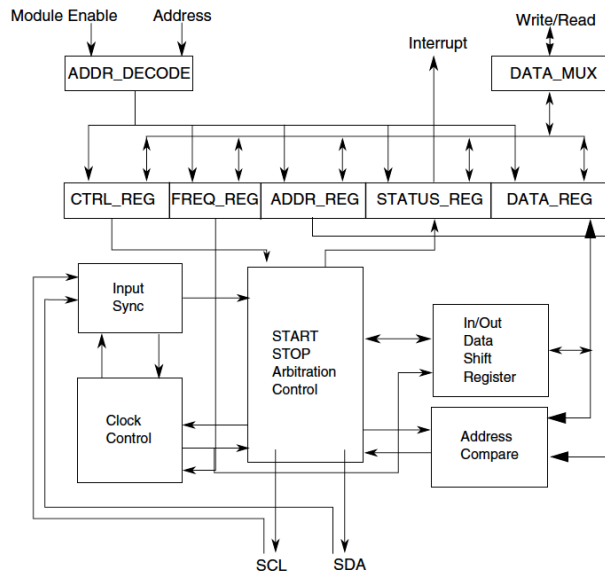 Module Enable
Address
Write/Read
Interrupt
ADDR_DECODE
DATA_MUX
CTRL_REG
FREQ_REG
ADDR_REG
STATUS_REG
DATA_REG
Input
Sync
START
STOP
Arbitration
Control
In/Out
Data
Shift
Register
Clock
Control
Address
Compare
SCL
SDA